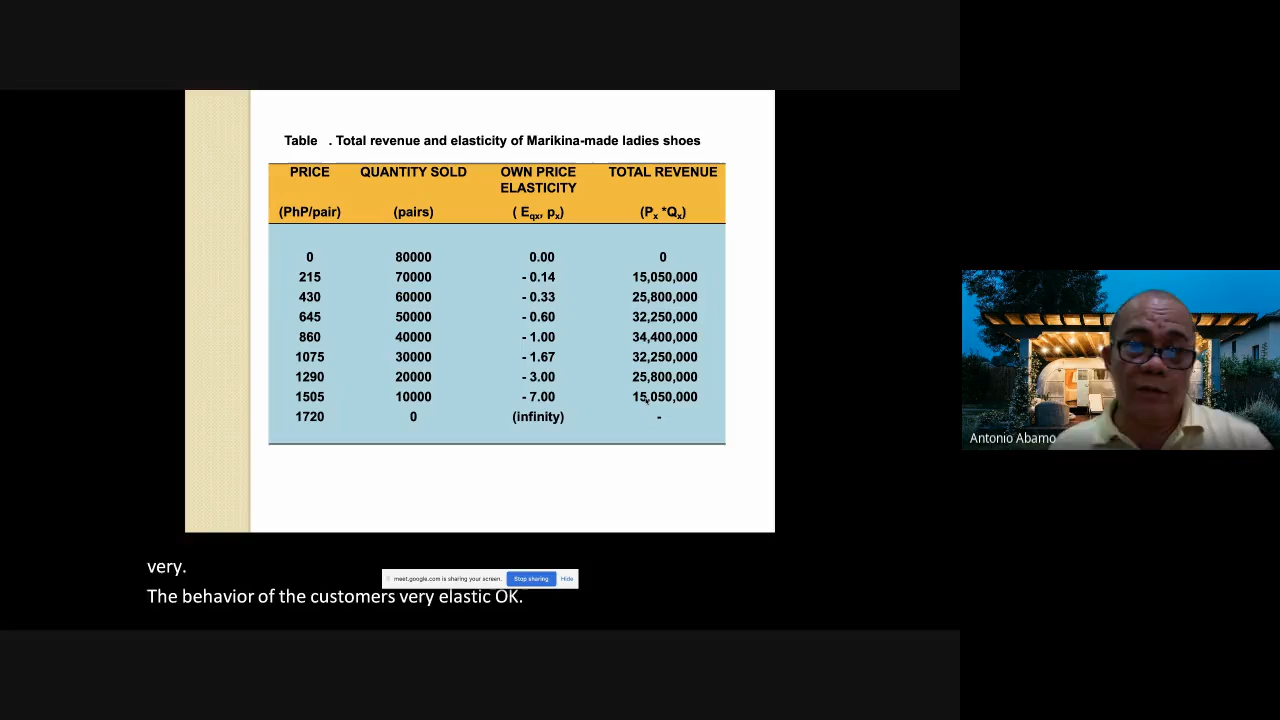 Table . Total revenue and elasticity of Marikina-made ladies shoes
PRICE QUANTITY SOLD OWN PRICE TOTAL REVENUE
ELASTICITY
(PhP/pair) (pairs) ( Eqx, px) (Px *Qx)
0 80000 0.00 0
215 70000 - 0.14 15,050,000
430 60000 - 0.33 25,800,000
645 50000 - 0.60 32,250,000
860 40000 - 1.00 34,400,000
1075 30000 - 1.67 32,250,000
1290 20000 - 3.00 25,800,000
1505 10000 - 7.00 15,050,000
1720 0 (infinity) -
Antonio Abamo
very.
meet.google.com is sharing your screen. Stop sharing Hide
The behavior of the customers very elastic OK.